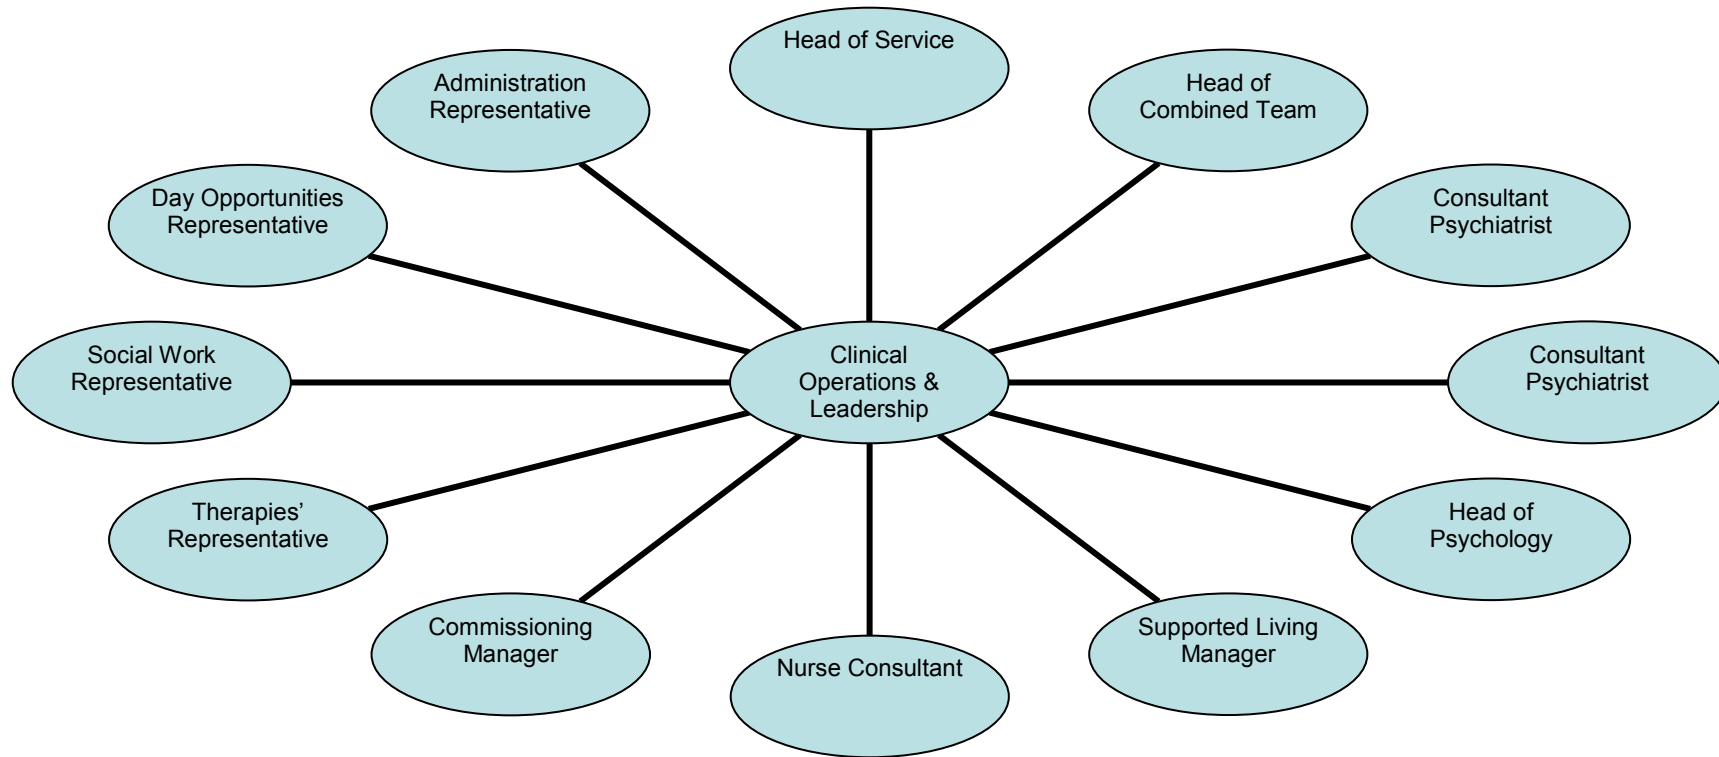 Head of Service
Administration
Representative
Head of
Combined Team
Day Opportunities
Representative
Consultant
Psychiatrist
Social Work
Representative
Clinical
Operations &
Leadership
Consultant
Psychiatrist
Therapies’
Representative
Head of
Psychology
Commissioning
Manager
Nurse Consultant
Supported Living
Manager